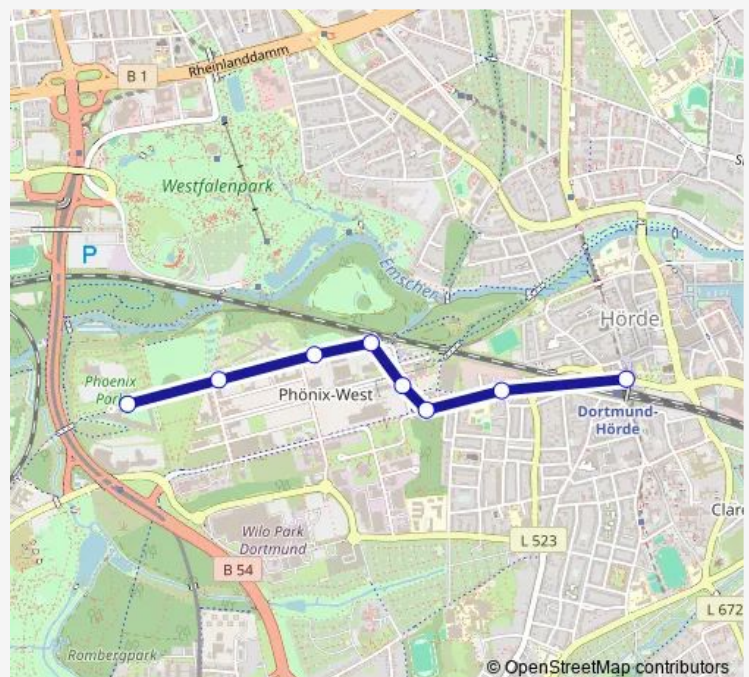 B 1
Rheinlanddamm
Westfalenpark
P
Emscher
Hörde
Phoenix
Park
Phönix-West
Dortmund-
Hörde
Wilo Park
Dortmund
L 523
B 54
L 672
Rombergpark
© OpenStreetMap contributors